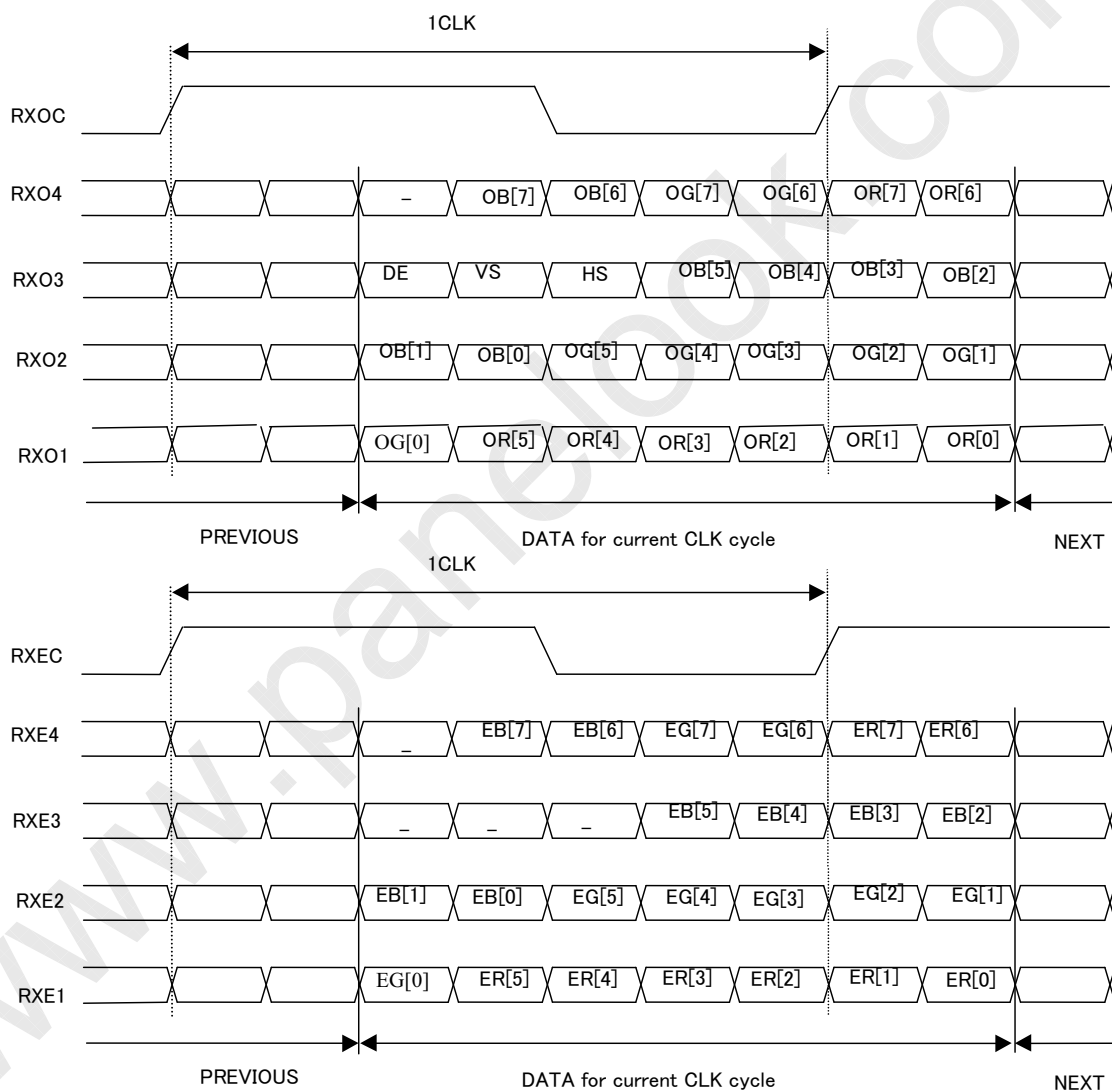 1CLK
RXOC
RXO4 – OB[7] OB[6] OG[7] OG[6] OR[7] OR[6]
RXO3 DE VS HS OB[5] OB[4] OB[3] OB[2]
RXO2 OB[1] OB[0] OG[5] OG[4] OG[3] OG[2] OG[1]
RXO1 OG[0] OR[5] OR[4] OR[3] OR[2] OR[1] OR[0]
PREVIOUS DATA for current CLK cycle NEXT
1CLK
RXEC
RXE4 – EB[7] EB[6] EG[7] EG[6] ER[7] ER[6]
RXE3 – – – EB[5] EB[4] EB[3] EB[2]
RXE2 EB[1] EB[0] EG[5] EG[4] EG[3] EG[2] EG[1]
RXE1 EG[0] ER[5] ER[4] ER[3] ER[2] ER[1] ER[0]
PREVIOUS DATA for current CLK cycle NEXT
www.panelook.com